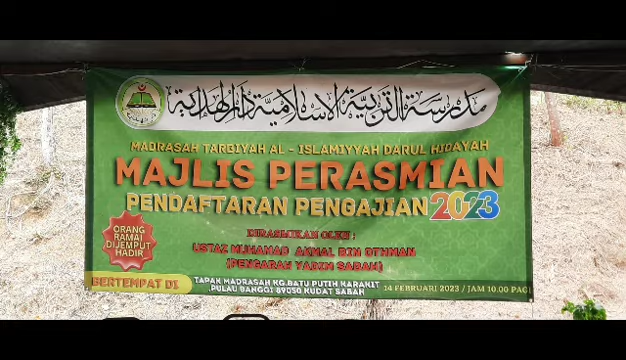 مدرسة التربية الاسلامية دار الهداية
MADRASAH TARBIYAH AL - ISLAMIYYAH DARUL HIDAYAH
MAJLIS PERASMIAN
PENDAFTARAN PENGAJIAN 2023
DIRASMIKAN OLEH :
USTAZ MUHAMAD AKMAL BIN OTHMAN
(PENGARAH YADIM SABAH)
ORANG
RAMAI
DIJEMPUT
HADIR
BERTEMPAT DI
TAPAK MADRASAH KG.BATU PUTIH KARAKIT
,PULAU BANGGI 89050 KUDAT SABAH
14 FEBRUARI 2023 / JAM 10.00 PAGI